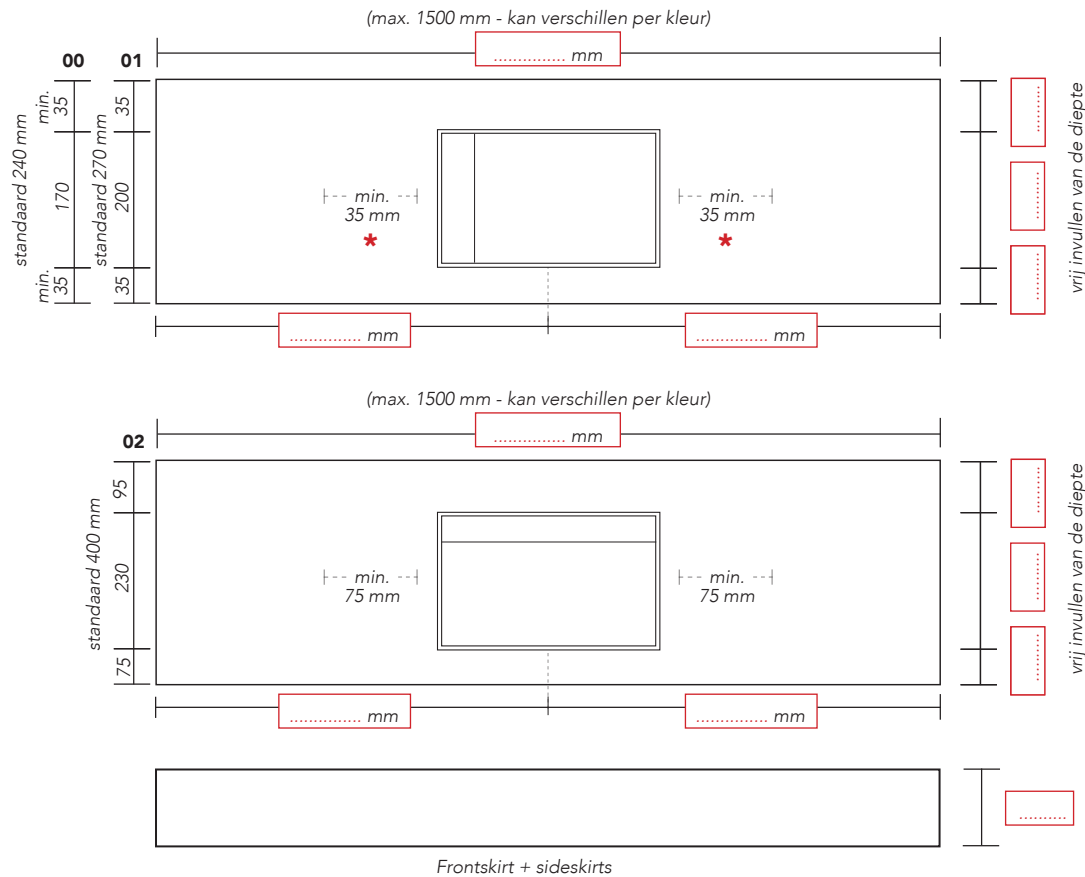 (max. 1500 mm - kan verschillen per kleur)
............... mm
00
01
min.
35
170
min.
35
standaard 240 mm
35
200
35
standaard 270 mm
min.
35 mm
*
min.
35 mm
*
..........
..........
..........
vrij invullen van de diepte
............... mm
............... mm
(max. 1500 mm - kan verschillen per kleur)
............... mm
02
95
230
75
standaard 400 mm
min.
75 mm
min.
75 mm
..........
..........
..........
vrij invullen van de diepte
............... mm
............... mm
..........
Frontskirt + sideskirts